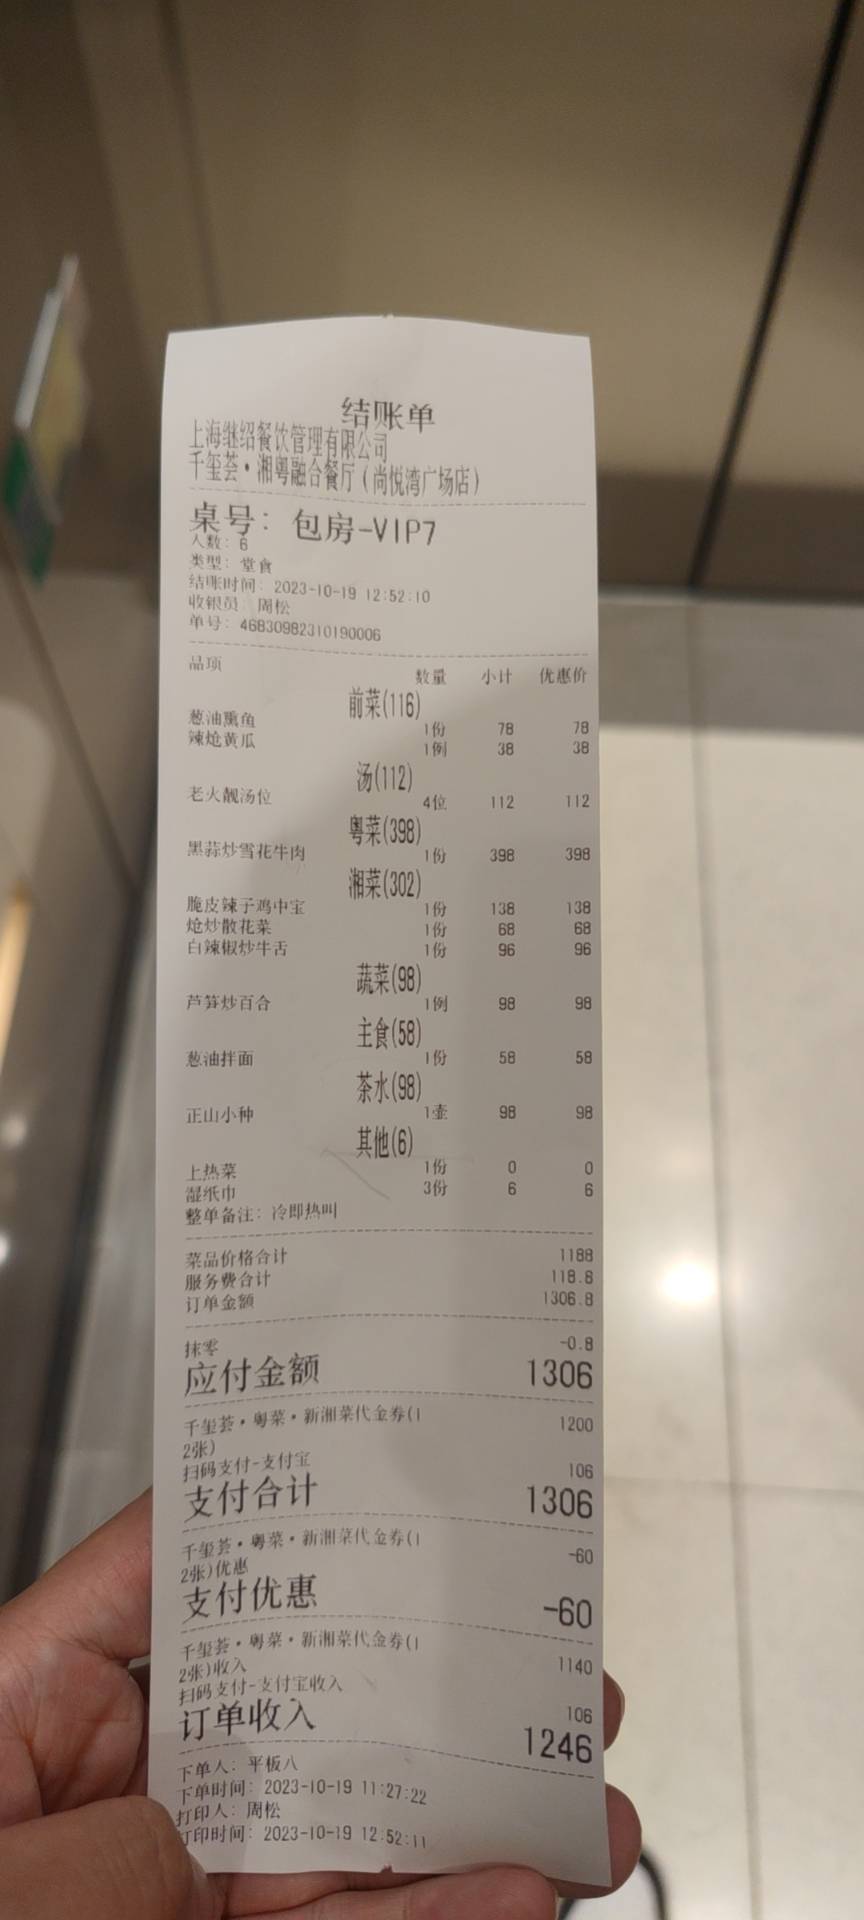 结账单
上海继绍餐饮管理有限公司
千玺荟·湘粤融合餐厅(尚悦湾广场店)
桌号: 包房-VIP7
人数: 6
类型: 堂食
结账时间: 2023-10-19 12:52:10
收银员: 周松
单号: 46830982310190006
品项 数量 小计 优惠价
前菜(116)
葱油熏鱼 1份 78 78
辣炝黄瓜 1例 38 38
汤(112)
老火靓汤位 4位 112 112
粤菜(398)
黑蒜炒雪花牛肉 1份 398 398
湘菜(302)
脆皮辣子鸡中宝 1份 138 138
炝炒散花菜 1份 68 68
白辣椒炒牛舌 1份 96 96
蔬菜(98)
芦笋炒百合 1例 98 98
主食(58)
葱油拌面 1份 58 58
茶水(98)
正山小种 1壶 98 98
其他(6)
上热菜 1份 0 0
湿纸巾 3份 6 6
整单备注: 冷即热叫
菜品价格合计 1188
服务费合计 118.8
订单金额 1306.8
抹零 -0.8
应付金额 1306
千玺荟·粤菜·新湘菜代金券(1 1200
2张)
扫码支付-支付宝 106
支付合计 1306
千玺荟·粤菜·新湘菜代金券(1 -60
2张)优惠
支付优惠 -60
千玺荟·粤菜·新湘菜代金券(1 1140
2张)收入
扫码支付-支付宝收入 106
订单收入 1246
下单人: 平板八
下单时间: 2023-10-19 11:27:22
打印人: 周松
打印时间: 2023-10-19 12:52:11